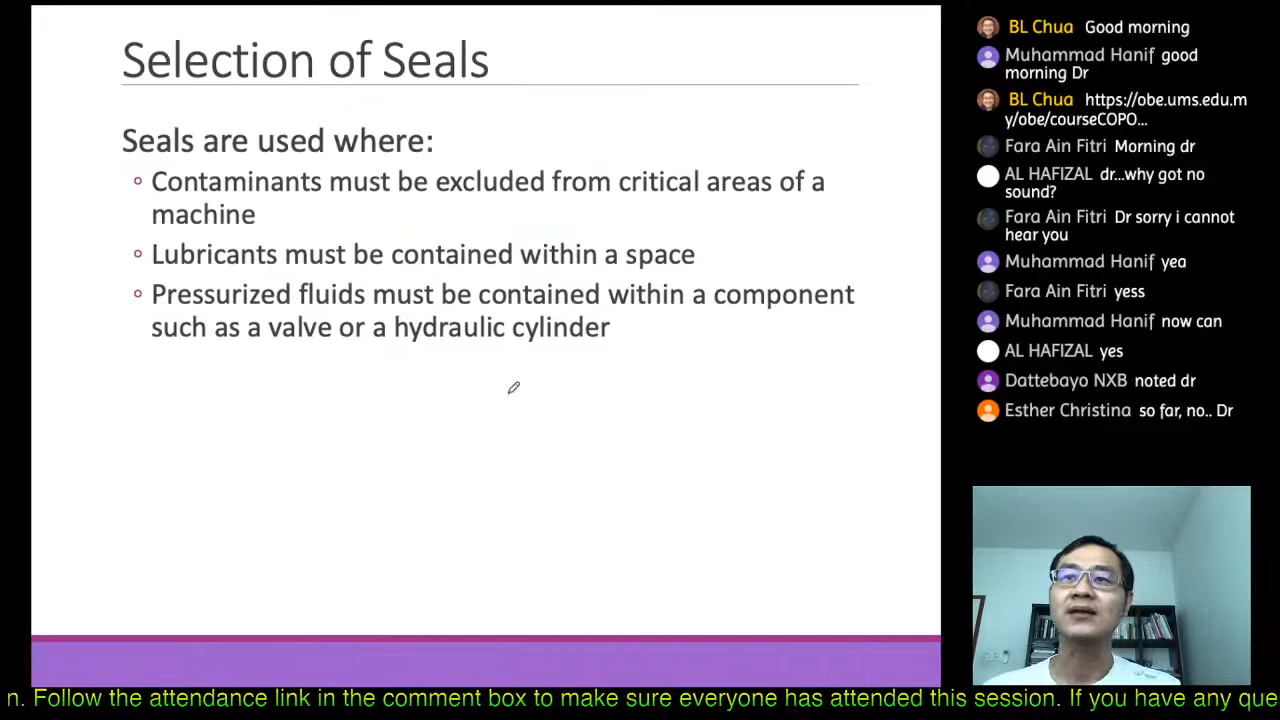 Selection of Seals
Seals are used where:
Contaminants must be excluded from critical areas of a
machine
Lubricants must be contained within a space
Pressurized fluids must be contained within a component
such as a valve or a hydraulic cylinder
BL Chua Good morning
Muhammad Hanif good
morning Dr
BL Chua https://obe.ums.edu.m
y/obe/courseCOPO...
Fara Ain Fitri Morning dr
AL HAFIZAL dr...why got no
sound?
Fara Ain Fitri Dr sorry i cannot
hear you
Muhammad Hanif yea
Fara Ain Fitri yess
Muhammad Hanif now can
AL HAFIZAL yes
Dattebayo NXB noted dr
Esther Christina so far, no.. Dr
n. Follow the attendance link in the comment box to make sure everyone has attended this session. If you have any que